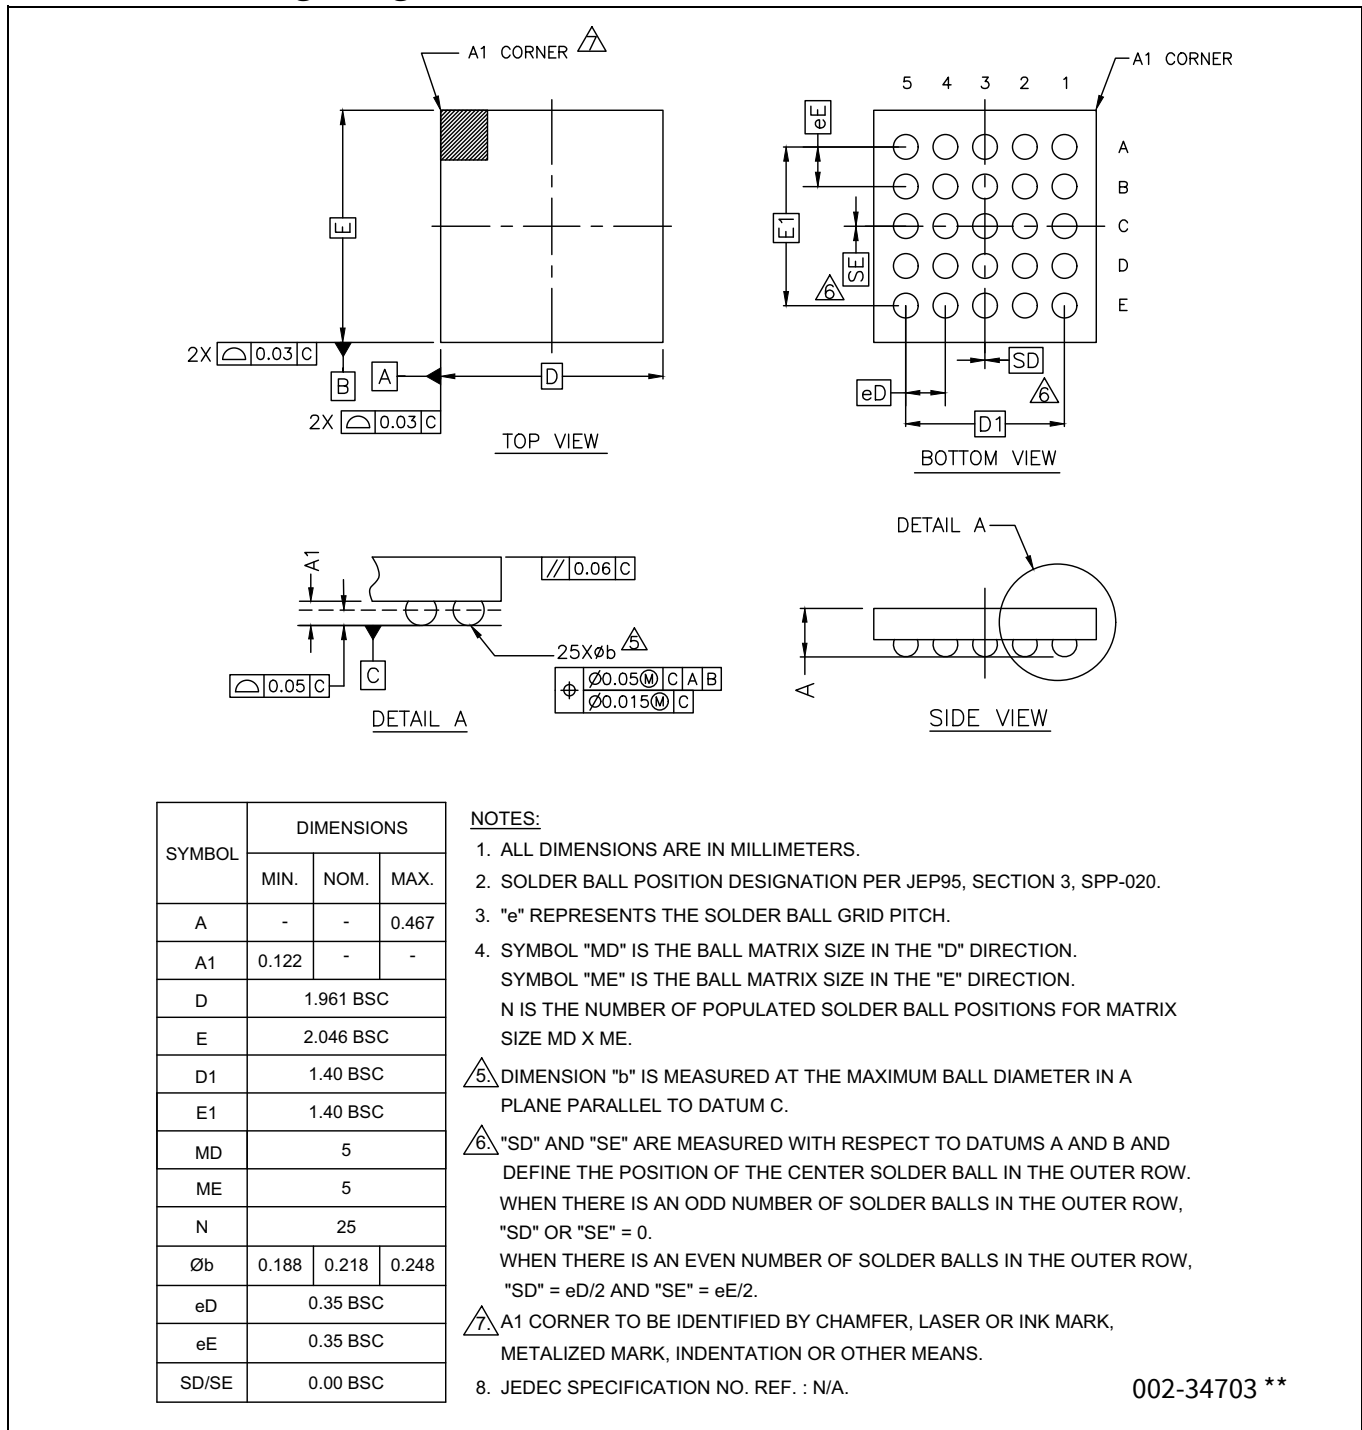 A1 CORNER 7
E
2X 0.03 C
B
A
D
2X 0.03 C
TOP VIEW
A1 CORNER
5 4 3 2 1
A
B
C
D
E
eE
E1
SE
6
SD
6
eD
D1
BOTTOM VIEW
A1
// 0.06 C
25XØb 5
Ø0.05Ⓜ C A B
Ø0.015Ⓜ C
0.05 C
C
DETAIL A
DETAIL A
A
SIDE VIEW
SYMBOL DIMENSIONS
MIN. NOM. MAX.
A - - 0.467
A1 0.122 - -
D 1.961 BSC
E 2.046 BSC
D1 1.40 BSC
E1 1.40 BSC
MD 5
ME 5
N 25
Øb 0.188 0.218 0.248
eD 0.35 BSC
eE 0.35 BSC
SD/SE 0.00 BSC
NOTES:
1. ALL DIMENSIONS ARE IN MILLIMETERS.
2. SOLDER BALL POSITION DESIGNATION PER JEP95, SECTION 3, SPP-020.
3. "e" REPRESENTS THE SOLDER BALL GRID PITCH.
4. SYMBOL "MD" IS THE BALL MATRIX SIZE IN THE "D" DIRECTION.
SYMBOL "ME" IS THE BALL MATRIX SIZE IN THE "E" DIRECTION.
N IS THE NUMBER OF POPULATED SOLDER BALL POSITIONS FOR MATRIX
SIZE MD X ME.
5. DIMENSION "b" IS MEASURED AT THE MAXIMUM BALL DIAMETER IN A
PLANE PARALLEL TO DATUM C.
6. "SD" AND "SE" ARE MEASURED WITH RESPECT TO DATUMS A AND B AND
DEFINE THE POSITION OF THE CENTER SOLDER BALL IN THE OUTER ROW.
WHEN THERE IS AN ODD NUMBER OF SOLDER BALLS IN THE OUTER ROW,
"SD" OR "SE" = 0.
WHEN THERE IS AN EVEN NUMBER OF SOLDER BALLS IN THE OUTER ROW,
"SD" = eD/2 AND "SE" = eE/2.
7. A1 CORNER TO BE IDENTIFIED BY CHAMFER, LASER OR INK MARK,
METALIZED MARK, INDENTATION OR OTHER MEANS.
8. JEDEC SPECIFICATION NO. REF. : N/A.
002-34703 **